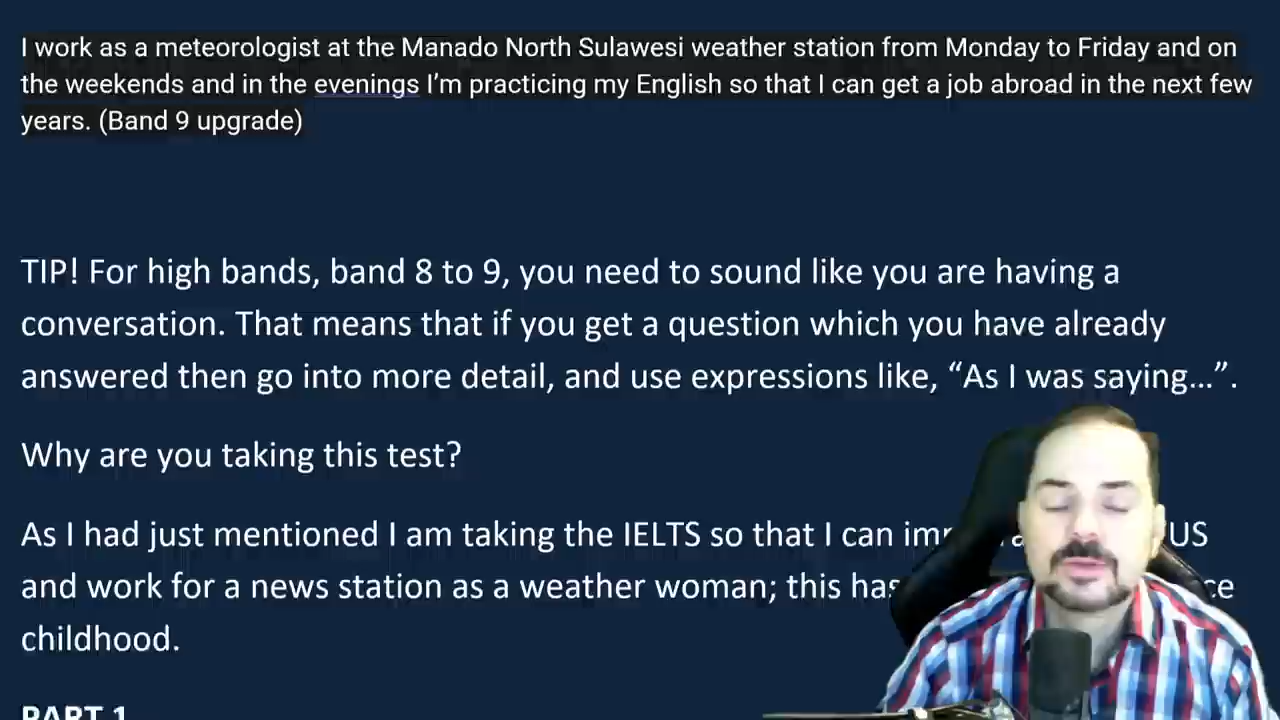 I work as a meteorologist at the Manado North Sulawesi weather station from Monday to Friday and on
the weekends and in the evenings I’m practicing my English so that I can get a job abroad in the next few
years. (Band 9 upgrade)
TIP! For high bands, band 8 to 9, you need to sound like you are having a
conversation. That means that if you get a question which you have already
answered then go into more detail, and use expressions like, “As I was saying…”.
Why are you taking this test?
As I had just mentioned I am taking the IELTS so that I can US
and work for a news station as a weather woman; this has
childhood.
PART 1